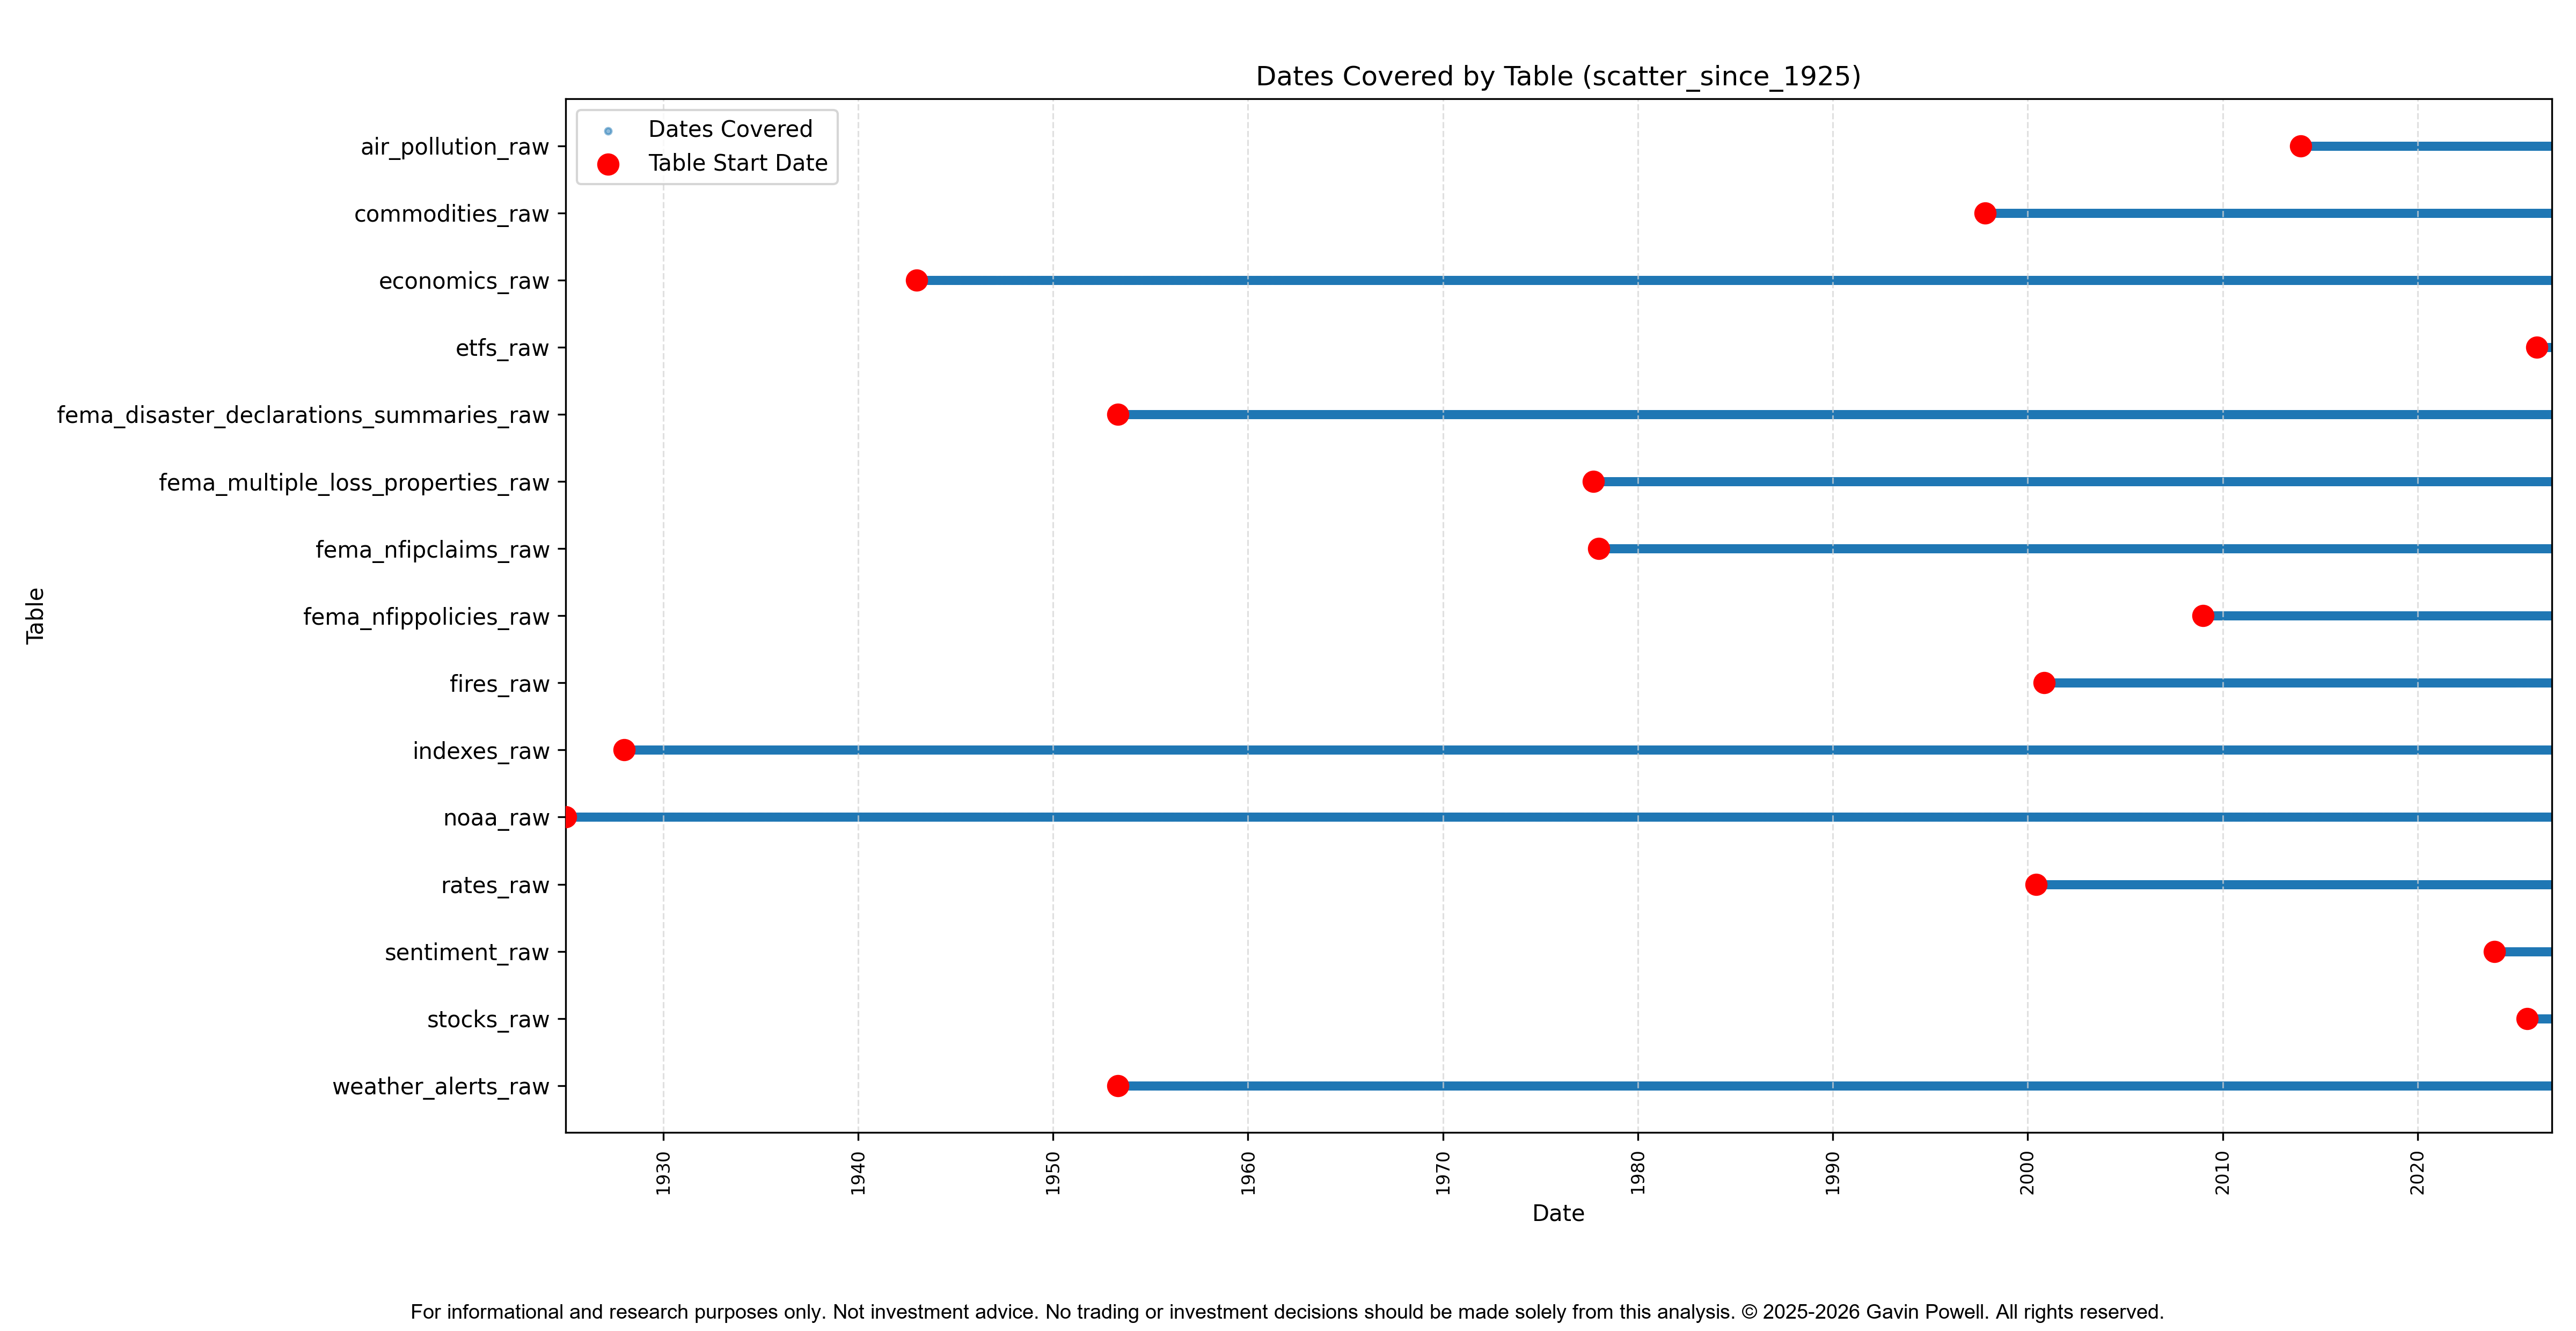 Dates Covered by Table (scatter_since_1925)
Dates Covered
Table Start Date
Table
air_pollution_raw
commodities_raw
economics_raw
etfs_raw
fema_disaster_declarations_summaries_raw
fema_multiple_loss_properties_raw
fema_nfipclaims_raw
fema_nfippolicies_raw
fires_raw
indexes_raw
noaa_raw
rates_raw
sentiment_raw
stocks_raw
weather_alerts_raw
1930 1940 1950 1960 1970 1980 1990 2000 2010 2020
Date
For informational and research purposes only. Not investment advice. No trading or investment decisions should be made solely from this analysis. © 2025-2026 Gavin Powell. All rights reserved.